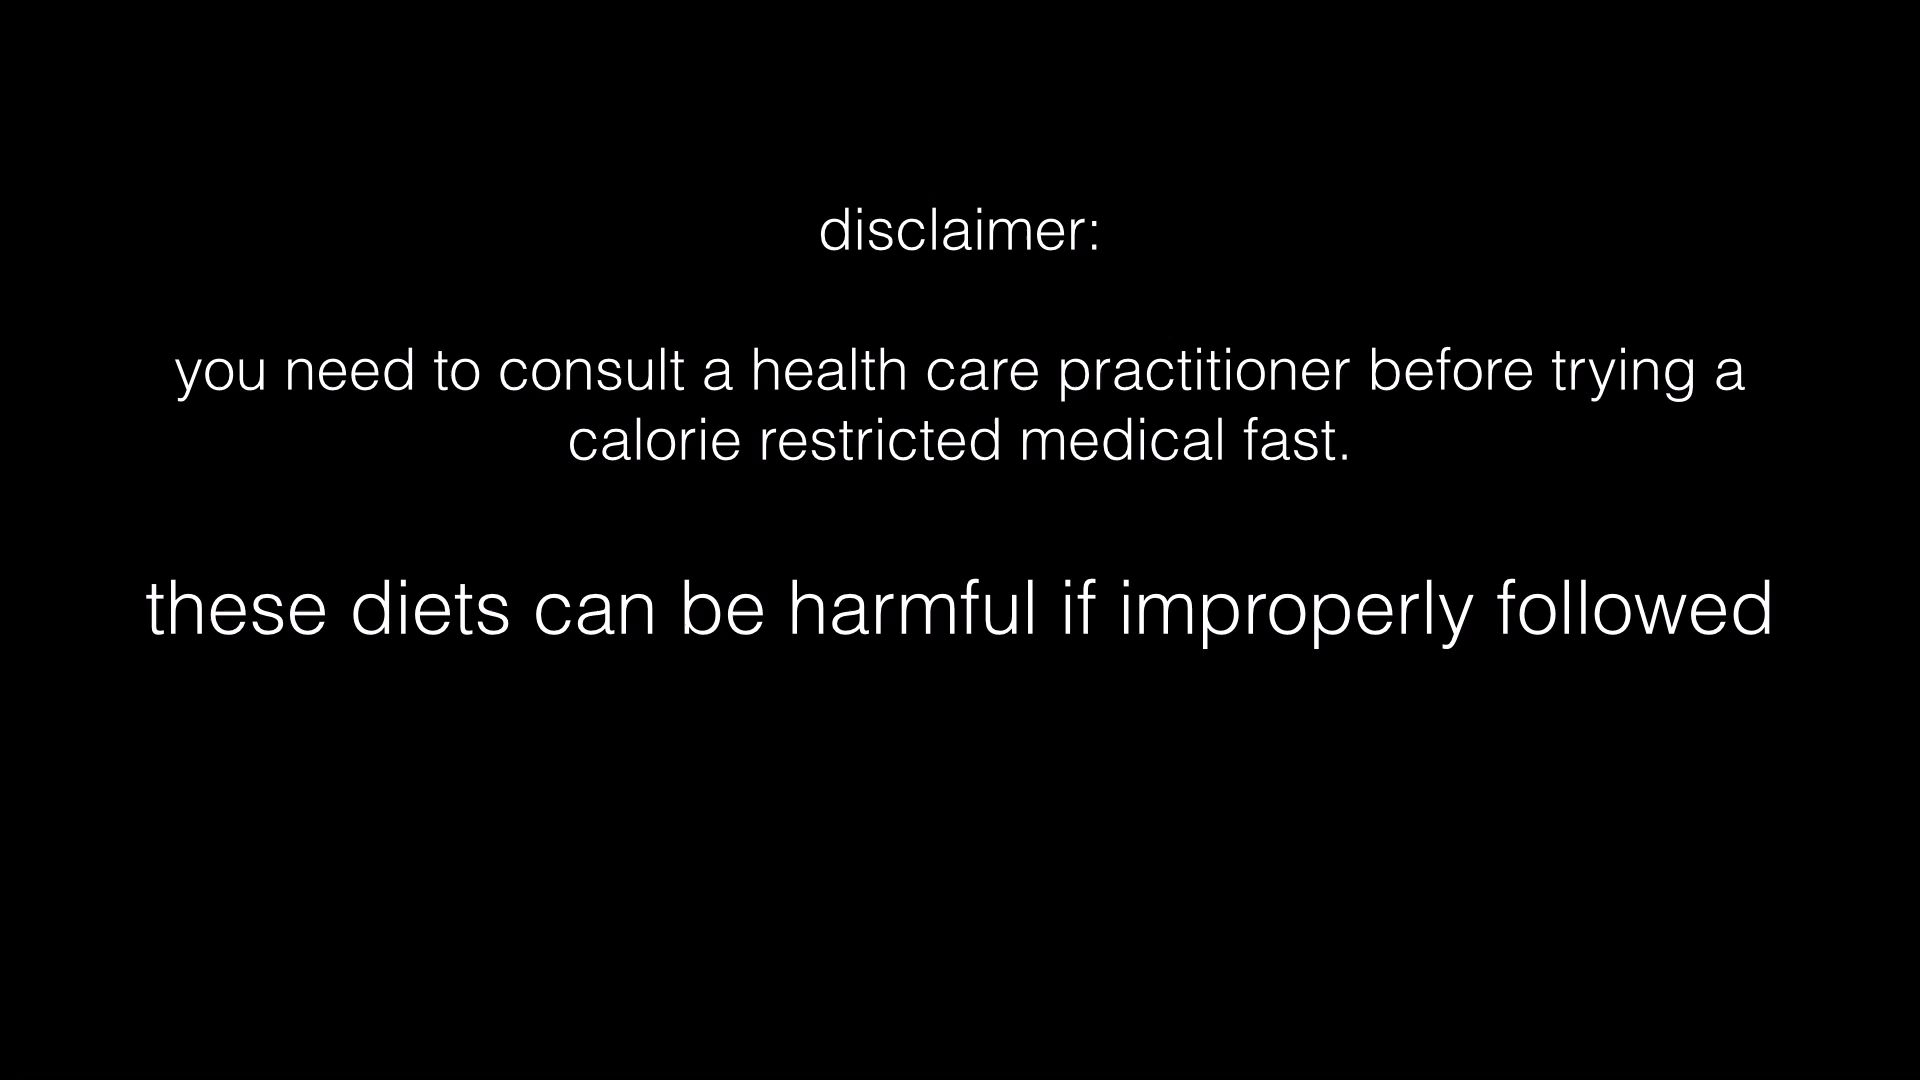 disclaimer:
you need to consult a health care practitioner before trying a
calorie restricted medical fast.
these diets can be harmful if improperly followed